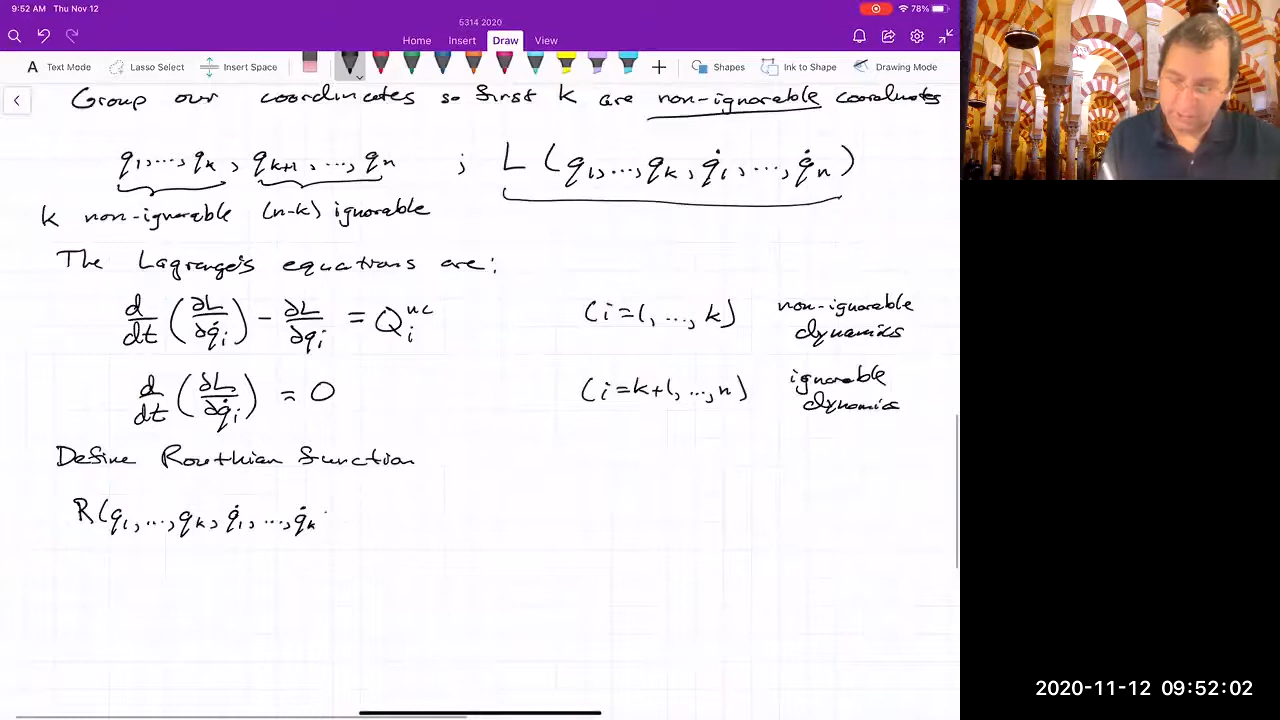 9:52 AM Thu Nov 12
78%
5314 2020
Home Insert Draw View
Text Mode Lasso Select Insert Space Shapes Ink to Shape Drawing Mode
Group our coordinates so first k are non-ignorable coordinates
q₁, ..., qₖ, qₖ₊₁, ..., qₙ ; L (q₁, ..., qₖ, q̇₁, ..., q̇ₙ)
k non-ignorable (n-k) ignorable
The Lagrange's equations are:
d/dt (∂L/∂q̇ᵢ) - ∂L/∂qᵢ = Qᵢⁿᶜ (i=1, ..., k) non-ignorable dynamics
d/dt (∂L/∂q̇ᵢ) = 0 (i=k+1, ..., n) ignorable dynamics
Define Routhian function
R(q₁, ..., qₖ, q̇₁, ..., q̇ₖ
2020-11-12 09:52:02